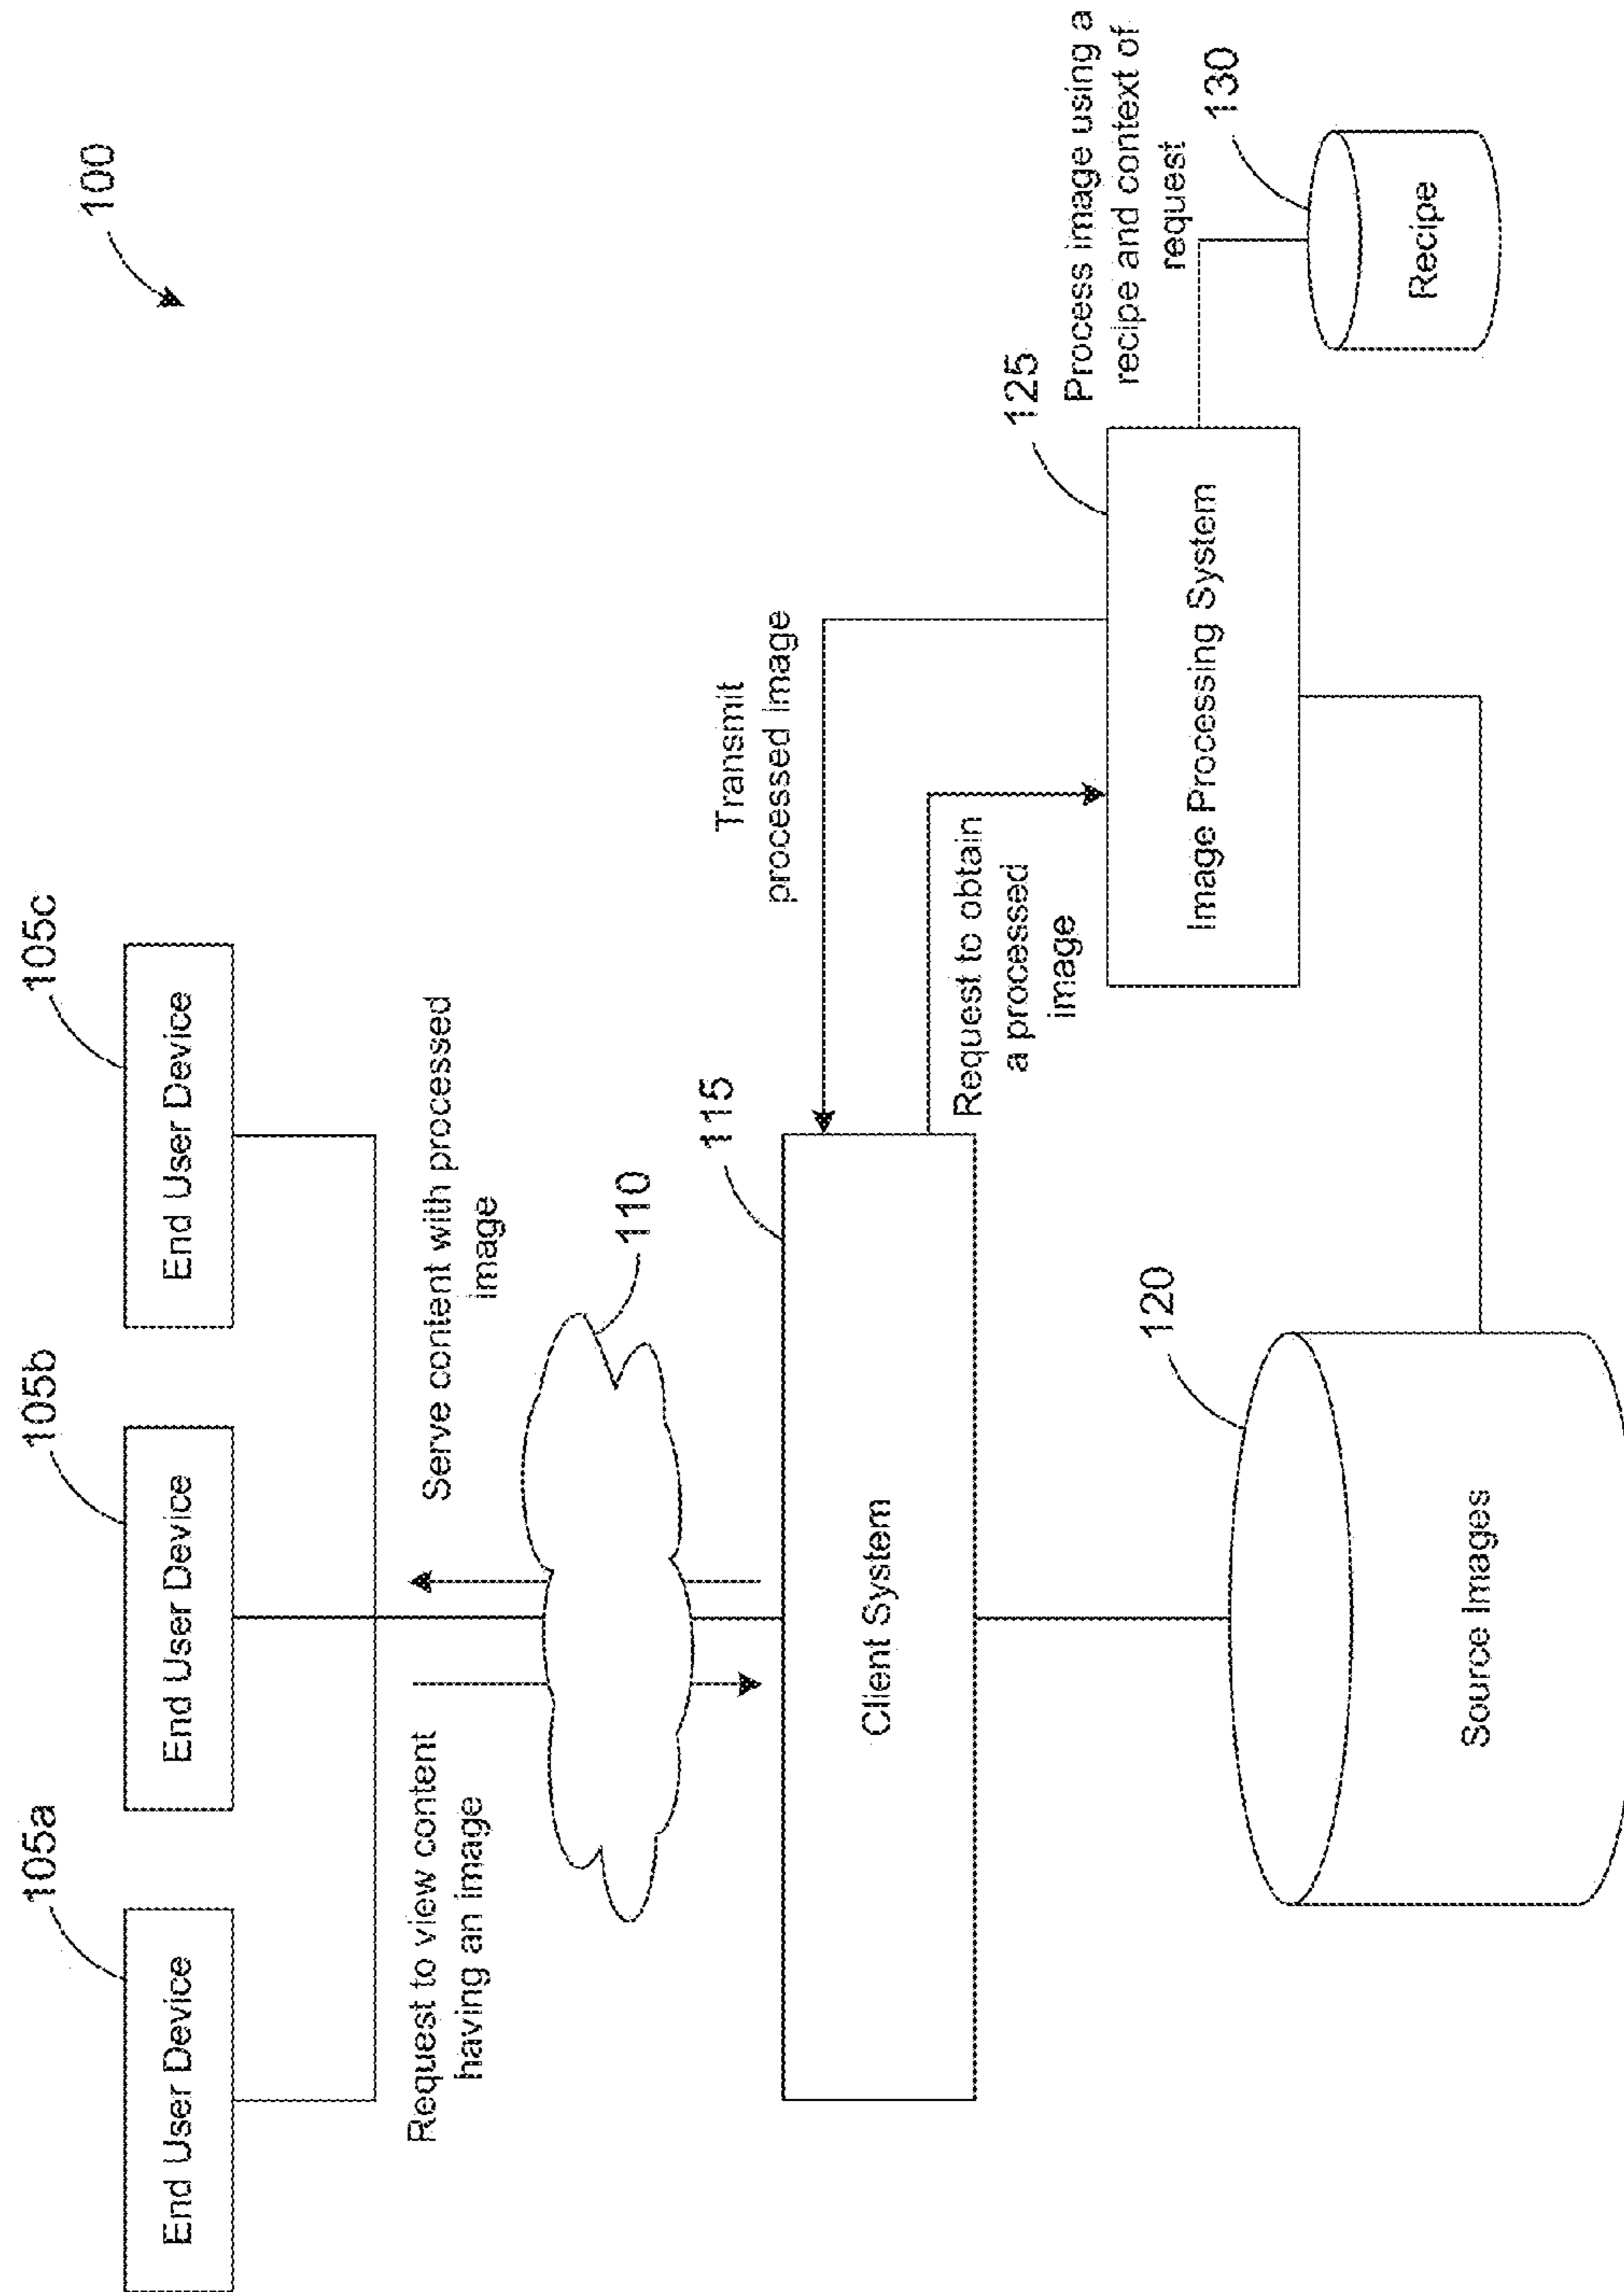 100
105a
105b
105c
End User Device
End User Device
End User Device
Request to view content
having an image
Serve content with processed
image
110
115
Client System
Transmit
processed image
Request to obtain
a processed
image
120
Source Images
125
Image Processing System
Process image using a
recipe and context of
request
130
Recipe